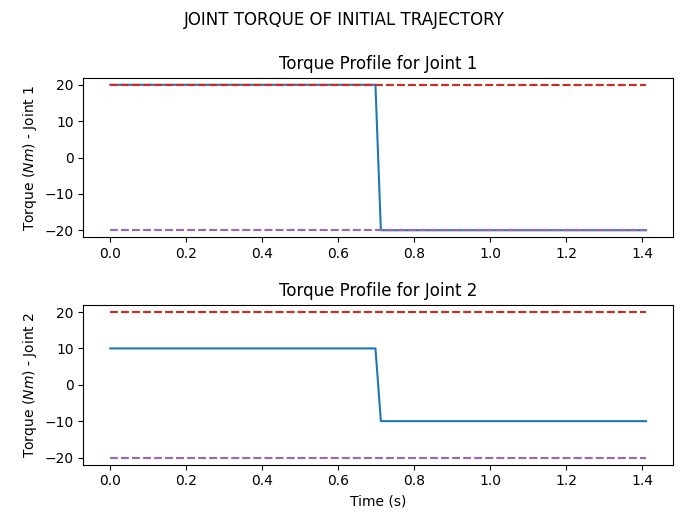 JOINT TORQUE OF INITIAL TRAJECTORY
Torque Profile for Joint 1
Torque (Nm) - Joint 1
20
10
0
−10
−20
0.0 0.2 0.4 0.6 0.8 1.0 1.2 1.4
Torque Profile for Joint 2
Torque (Nm) - Joint 2
20
10
0
−10
−20
0.0 0.2 0.4 0.6 0.8 1.0 1.2 1.4
Time (s)